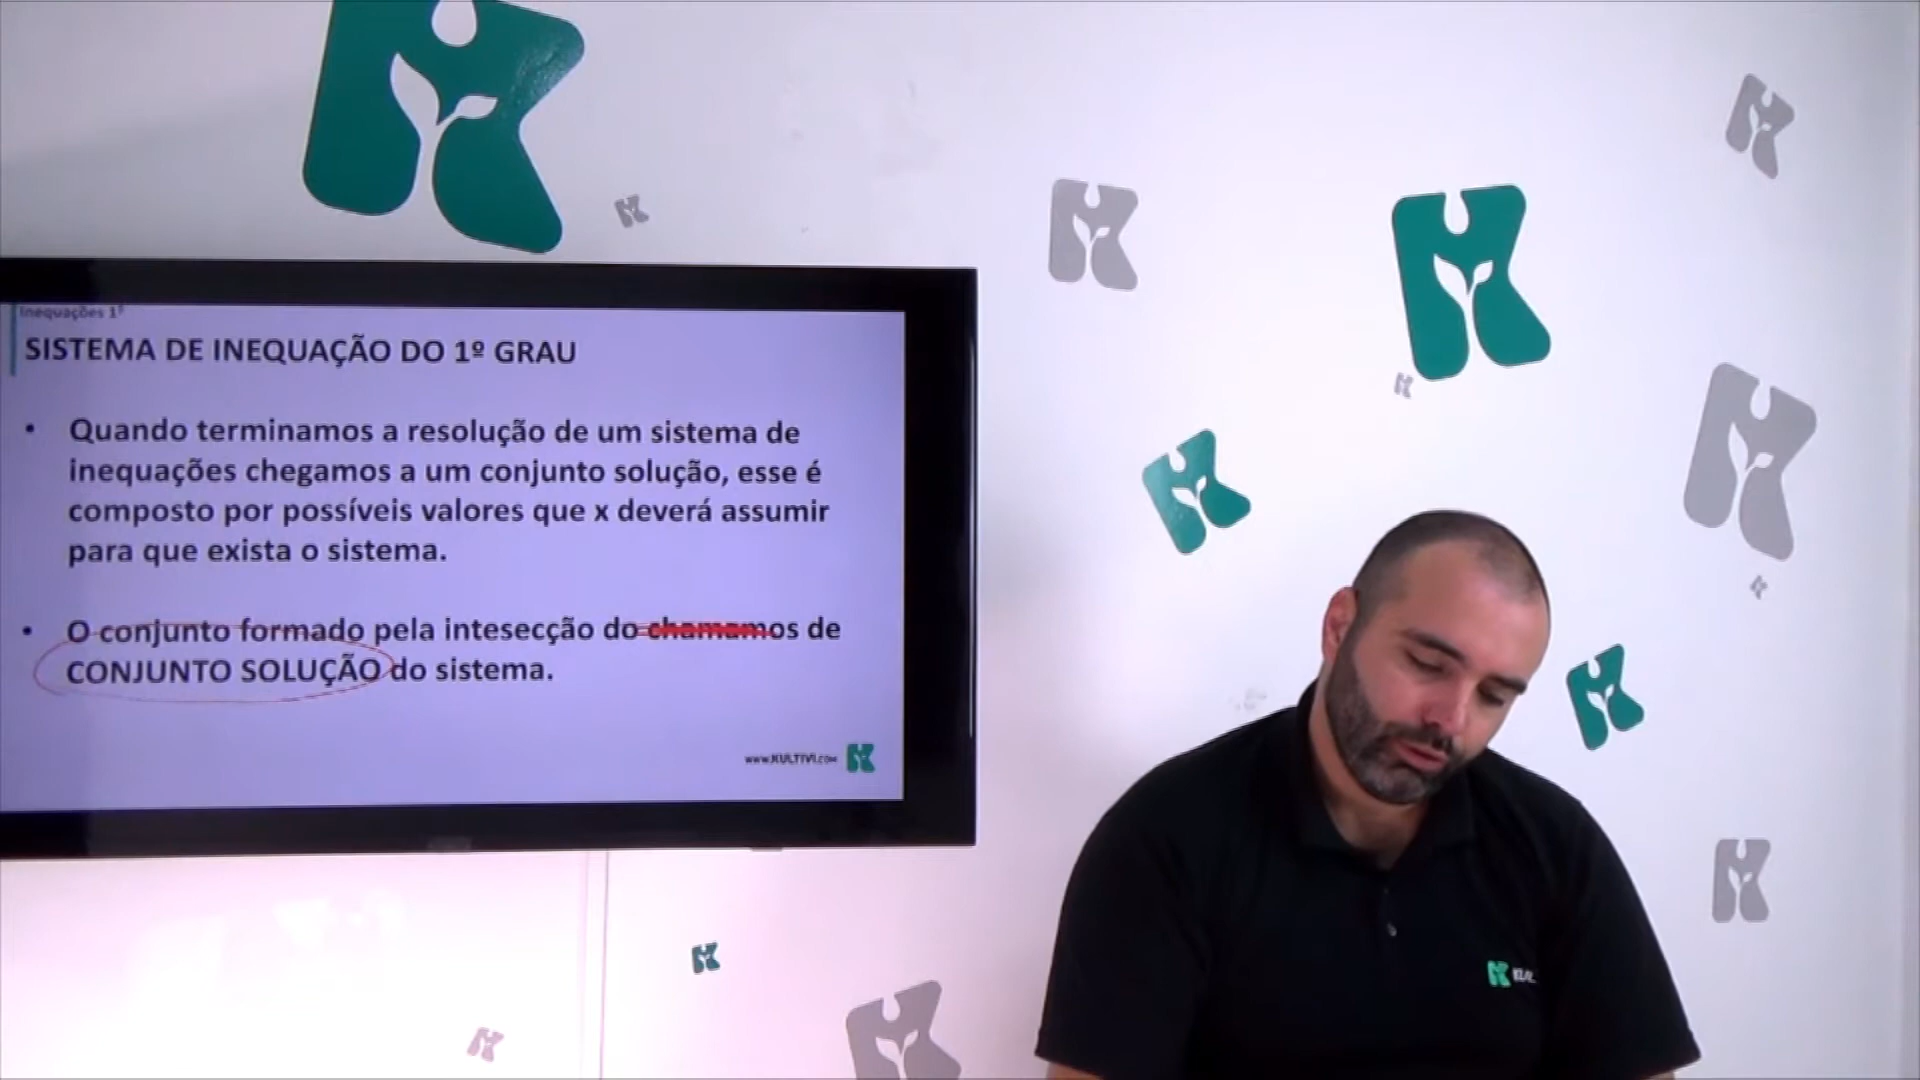 Inequações 1º
SISTEMA DE INEQUAÇÃO DO 1º GRAU
• Quando terminamos a resolução de um sistema de
inequações chegamos a um conjunto solução, esse é
composto por possíveis valores que x deverá assumir
para que exista o sistema.
• O conjunto formado pela intesecção do chamamos de
CONJUNTO SOLUÇÃO do sistema.
www.KULTIVI.COM